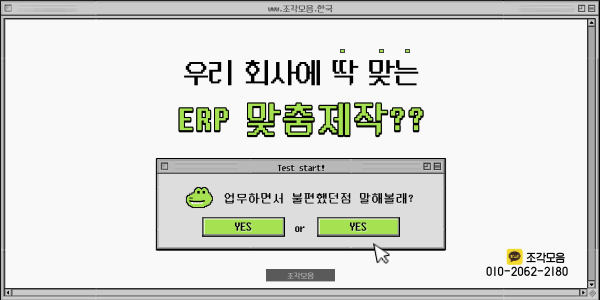 www.조각모음.한국
우리 회사에 딱 맞는
ERP 맞춤제작??
Test start!
업무하면서 불편했던점 말해볼래?
YES or YES
조각모음
조각모음
010-2062-2180